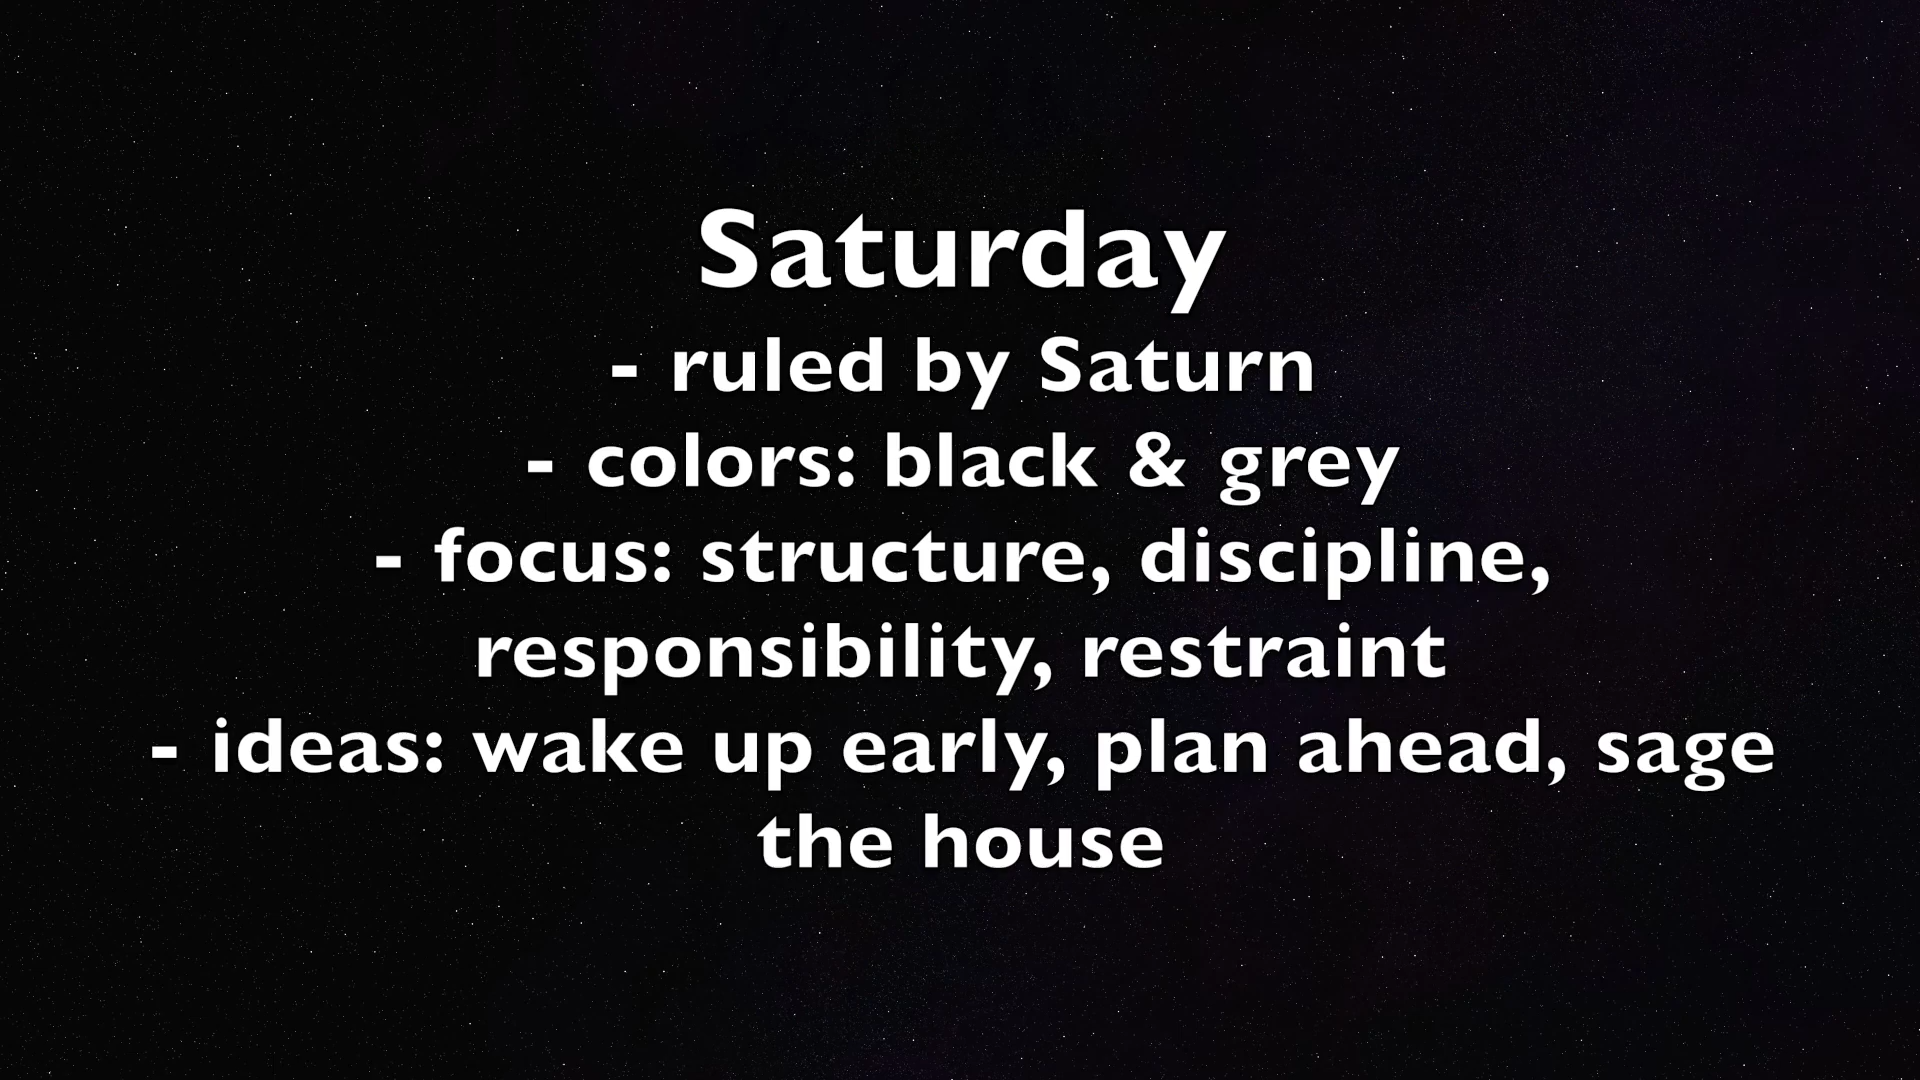 Saturday
- ruled by Saturn
- colors: black & grey
- focus: structure, discipline,
responsibility, restraint
- ideas: wake up early, plan ahead, sage
the house